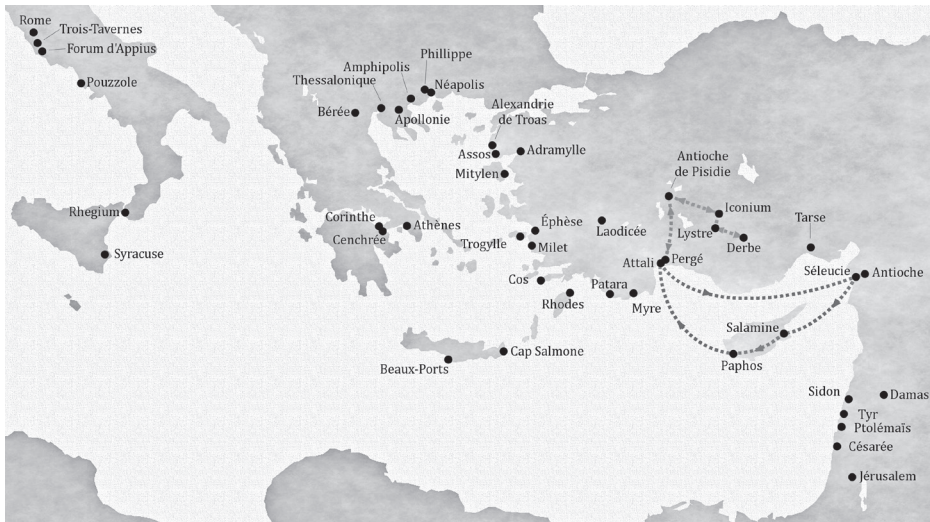 Rome
Trois-Tavernes
Forum d'Appius
Pouzzole
Rhegium
Syracuse
Phillippe
Amphipolis
Thessalonique
Néapolis
Bérée
Apollonie
Alexandrie
de Troas
Assos
Adramylle
Mitylen
Corinthe
Cenchrée
Athènes
Éphèse
Trogylle
Milet
Laodicée
Cos
Rhodes
Patara
Myre
Cap Salmone
Beaux-Ports
Antioche
de Pisidie
Iconium
Lystre
Derbe
Tarse
Attali
Pergé
Séleucie
Antioche
Salamine
Paphos
Sidon
Damas
Tyr
Ptolémaïs
Césarée
Jérusalem